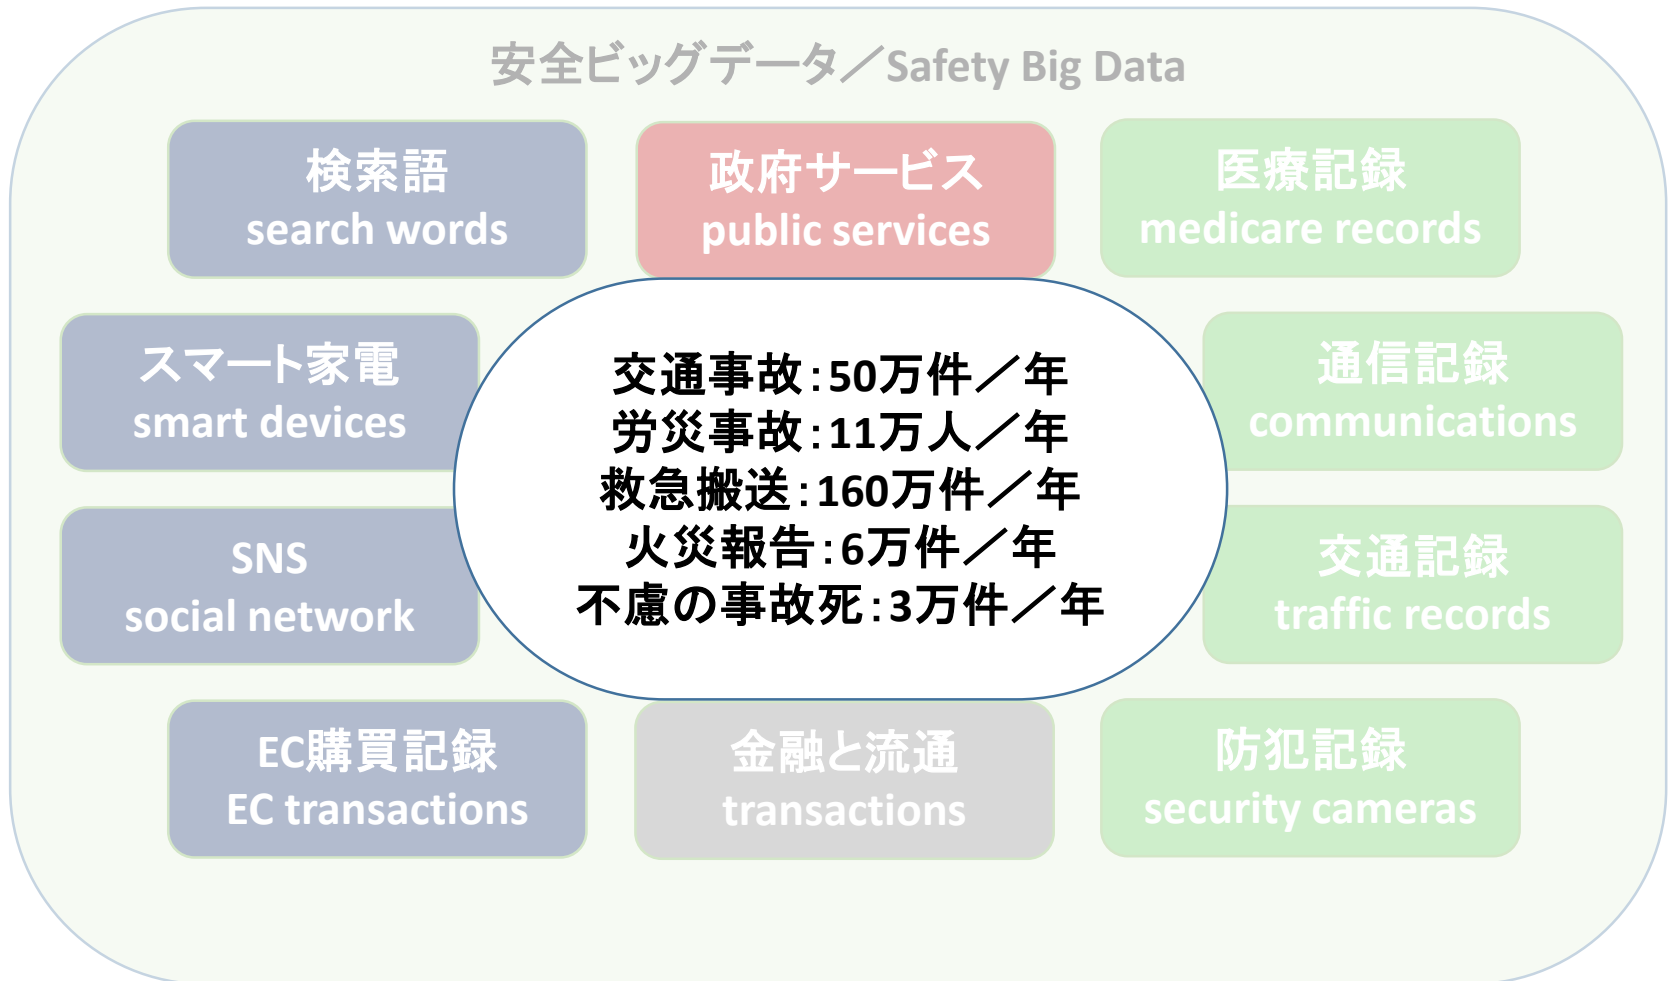 安全ビッグデータ／Safety Big Data
検索語
search words
政府サービス
public services
医療記録
medicare records
スマート家電
smart devices
交通事故：50万件／年
労災事故：11万人／年
救急搬送：160万件／年
火災報告：6万件／年
不慮の事故死：3万件／年
通信記録
communications
SNS
social network
交通記録
traffic records
EC購買記録
EC transactions
金融と流通
transactions
防犯記録
security cameras